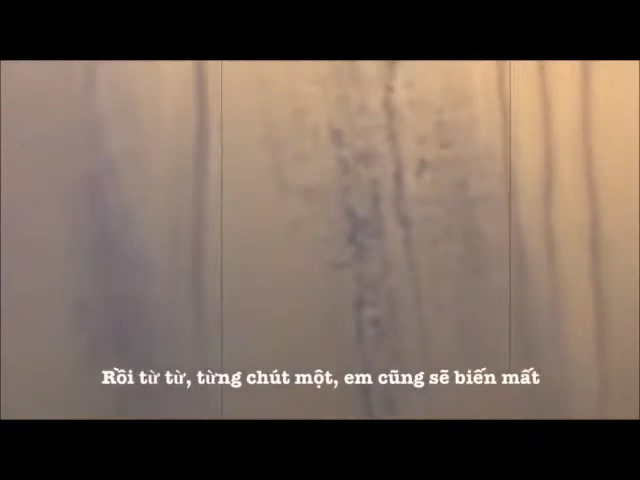 Rồi từ từ, từng chút một, em cũng sẽ biến mất